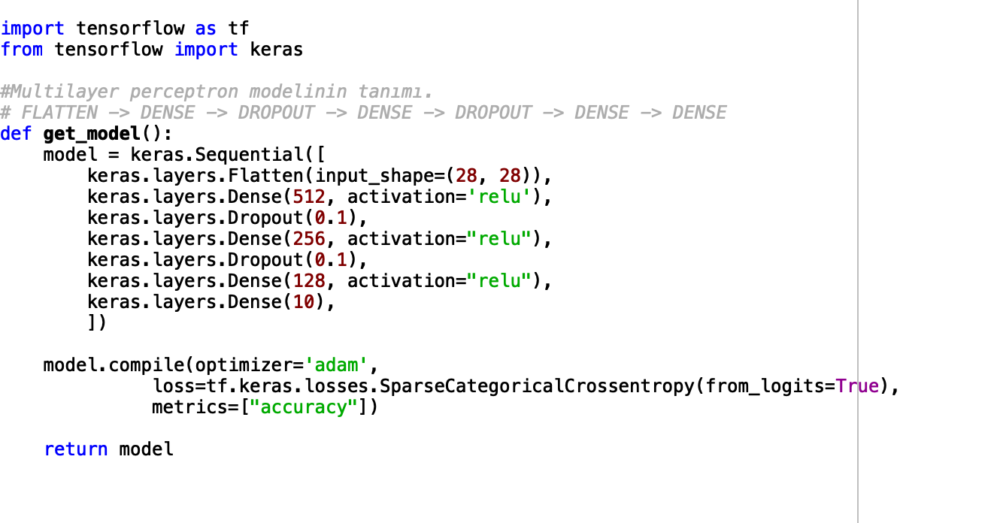 import tensorflow as tf
from tensorflow import keras
#Multilayer perceptron modelinin tanımı.
# FLATTEN -> DENSE -> DROPOUT -> DENSE -> DROPOUT -> DENSE -> DENSE
def get_model():
    model = keras.Sequential([
        keras.layers.Flatten(input_shape=(28, 28)),
        keras.layers.Dense(512, activation='relu'),
        keras.layers.Dropout(0.1),
        keras.layers.Dense(256, activation="relu"),
        keras.layers.Dropout(0.1),
        keras.layers.Dense(128, activation="relu"),
        keras.layers.Dense(10),
        ])
    model.compile(optimizer='adam',
              loss=tf.keras.losses.SparseCategoricalCrossentropy(from_logits=True),
              metrics=["accuracy"])
    return model